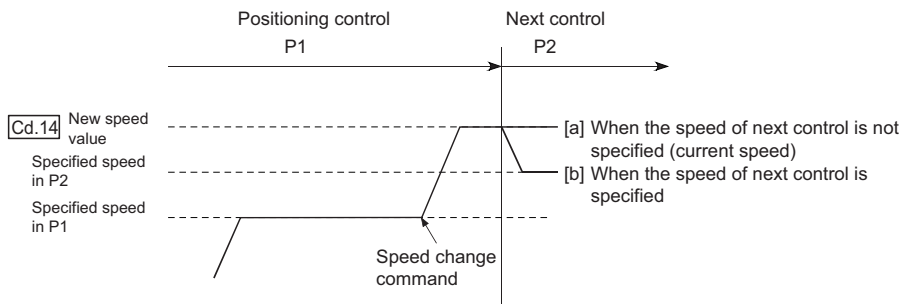 Positioning control
Next control
P1
P2
Cd.14
New speed
value
Specified speed
in P2
Specified speed
in P1
[a] When the speed of next control is not
specified (current speed)
[b] When the speed of next control is
specified
Speed change
command